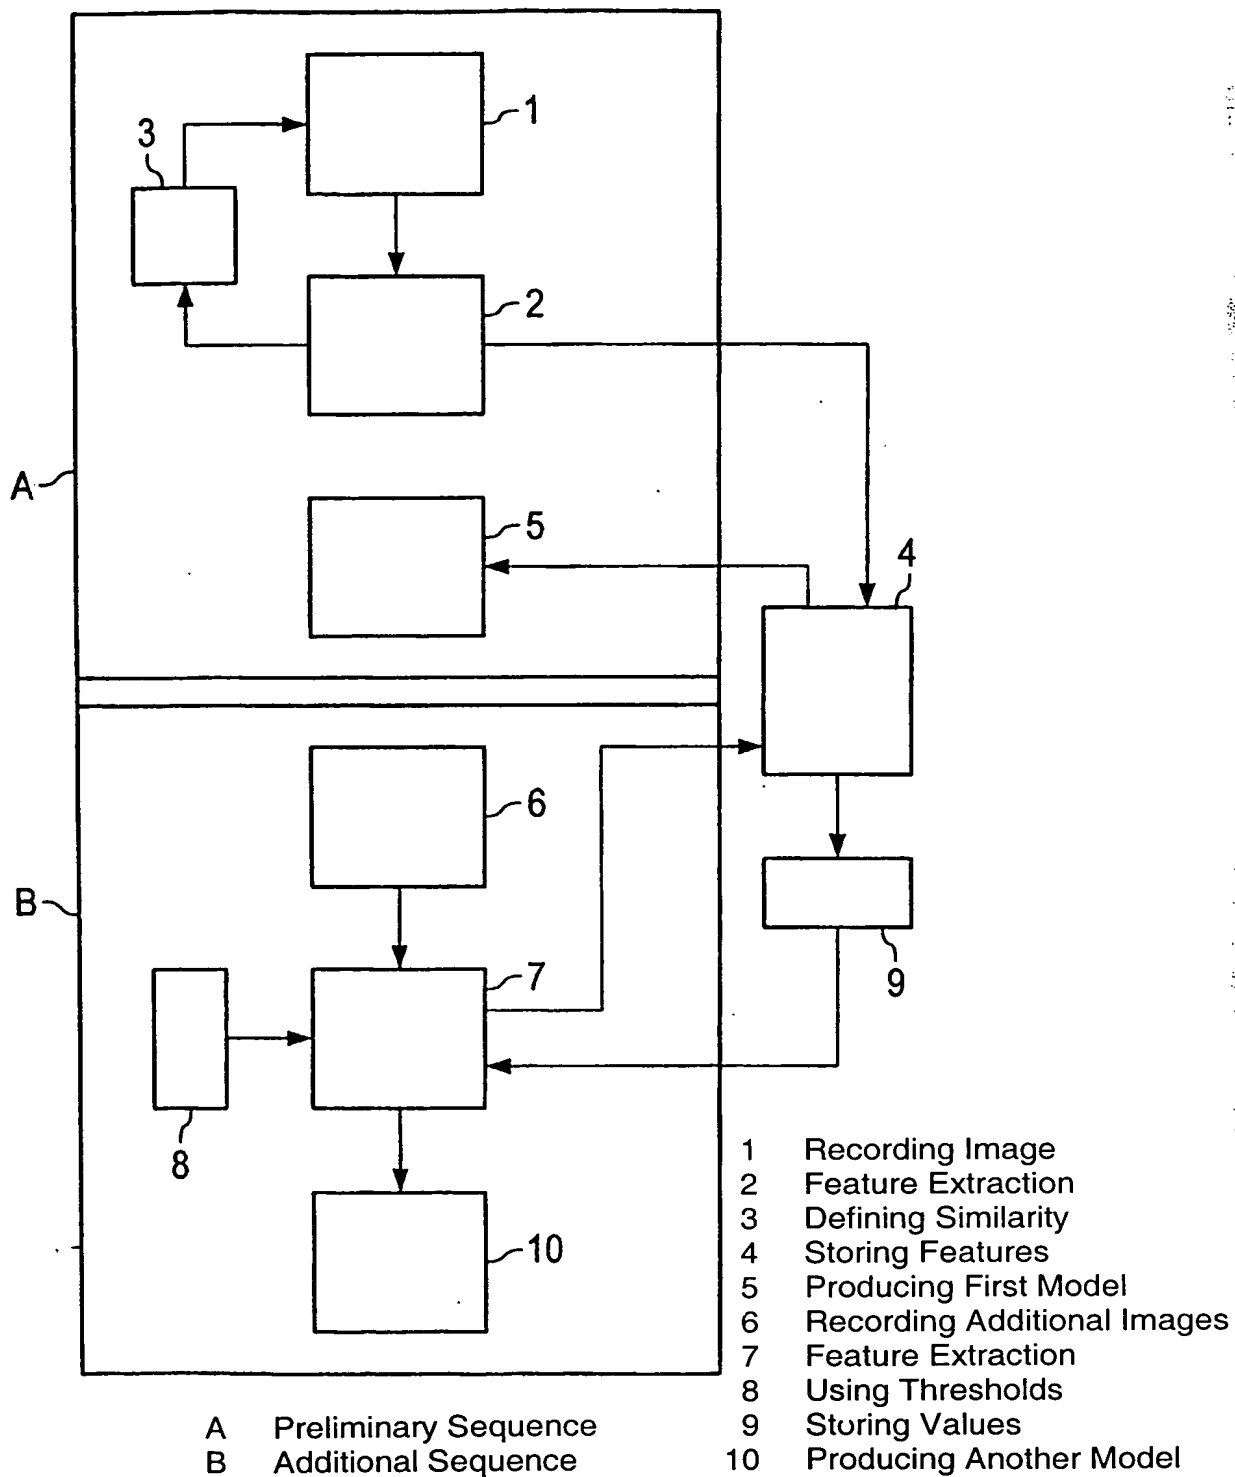 1
3
2
A
5
4
6
B
7
9
8
10
1 Recording Image
2 Feature Extraction
3 Defining Similarity
4 Storing Features
5 Producing First Model
6 Recording Additional Images
7 Feature Extraction
8 Using Thresholds
9 Storing Values
10 Producing Another Model
A Preliminary Sequence
B Additional Sequence